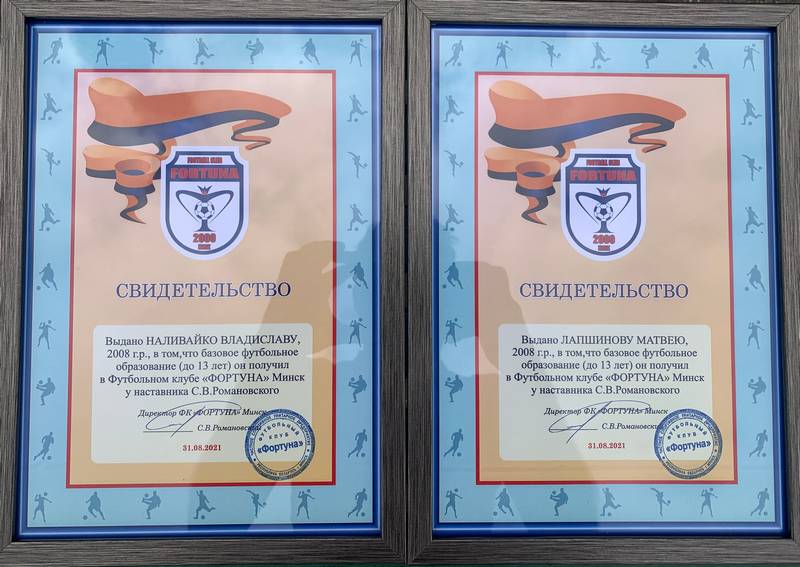 FOOTBALL CLUB
FORTUNA
2000
MINSK
СВИДЕТЕЛЬСТВО
Выдано НАЛИВАЙКО ВЛАДИСЛАВУ,
2008 г.р., в том,что базовое футбольное
образование (до 13 лет) он получил
в Футбольном клубе «ФОРТУНА» Минск
у наставника С.В.Романовского
Директор ФК «ФОРТУНА» Минск
С.В.Романовский
31.08.2021
ФУТБОЛЬНЫЙ
КЛУБ
«Фортуна»
FOOTBALL CLUB
FORTUNA
2000
MINSK
СВИДЕТЕЛЬСТВО
Выдано ЛАПШИНОВУ МАТВЕЮ,
2008 г.р., в том,что базовое футбольное
образование (до 13 лет) он получил
в Футбольном клубе «ФОРТУНА» Минск
у наставника С.В.Романовского
Директор ФК «ФОРТУНА» Минск
С.В.Романовский
31.08.2021
ФУТБОЛЬНЫЙ
КЛУБ
«Фортуна»